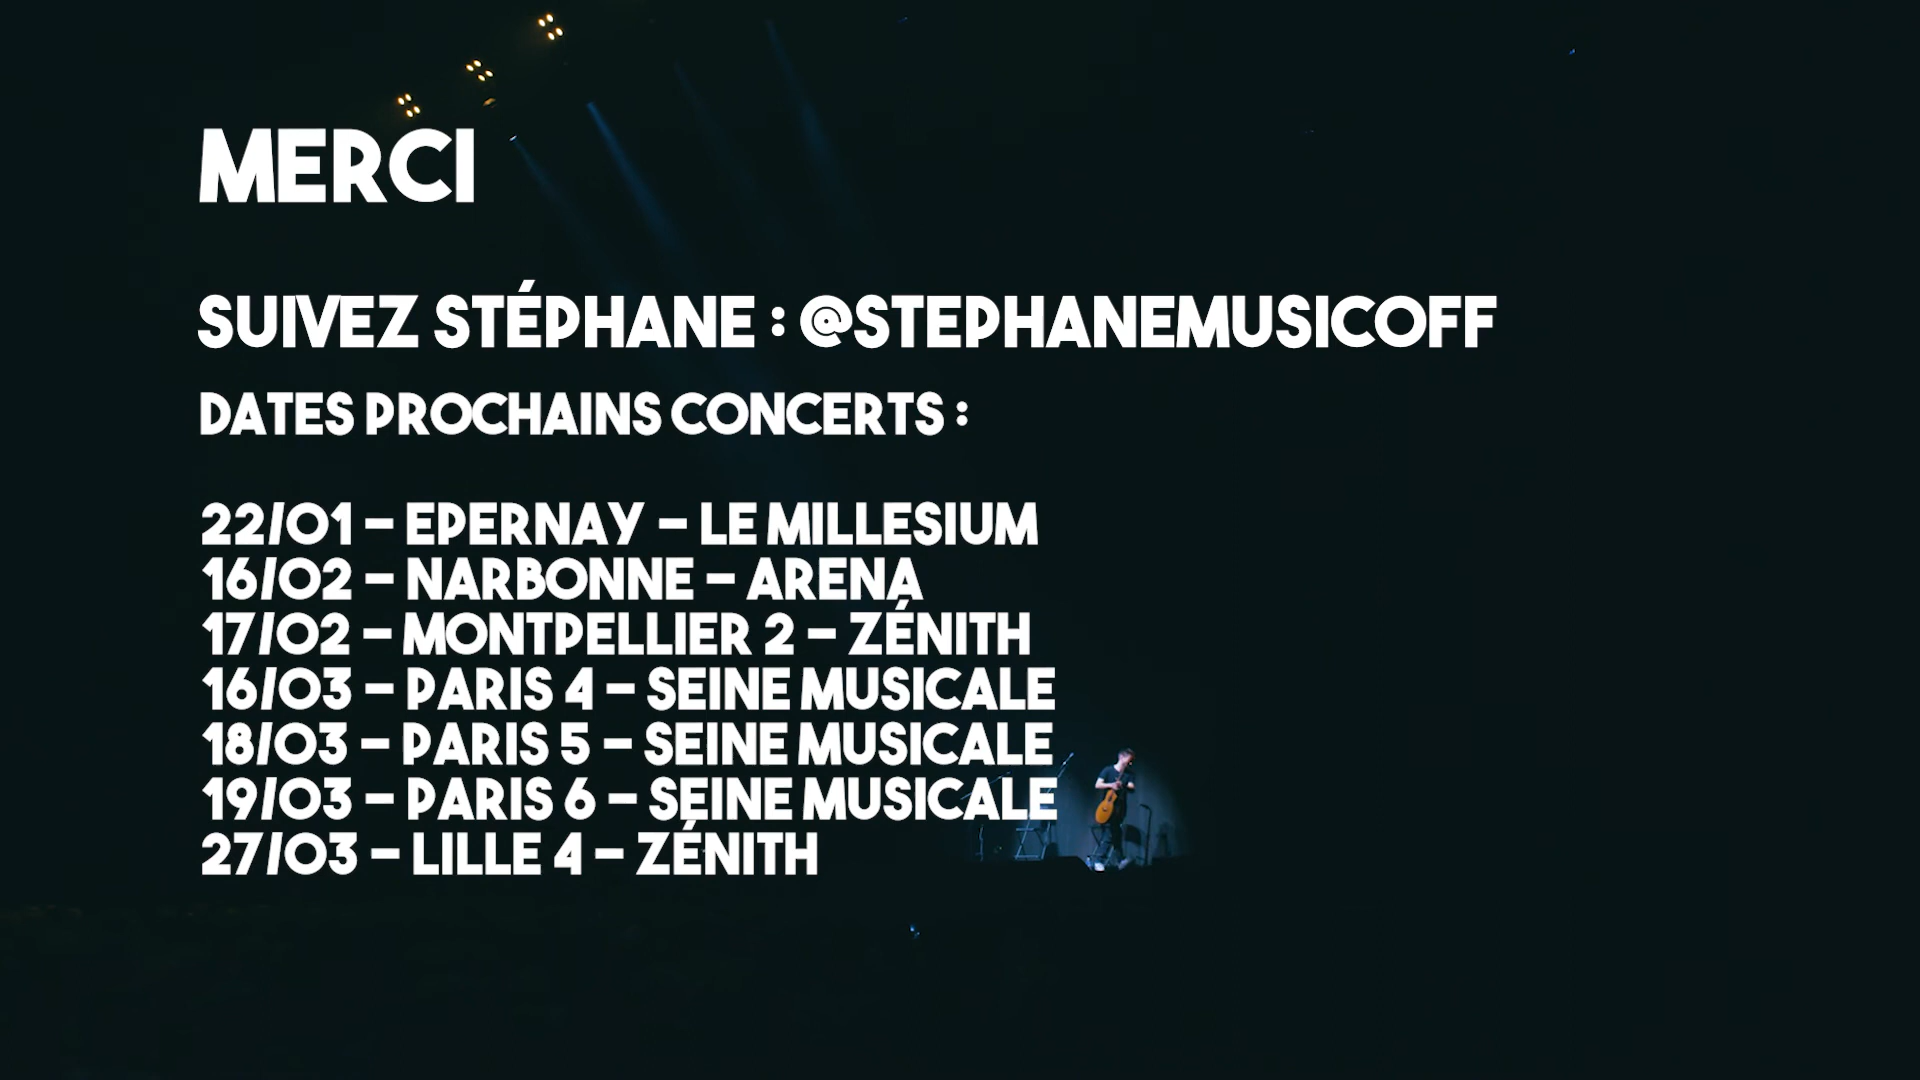 MERCI
SUIVEZ STÉPHANE : @STEPHANEMUSICOFF
DATES PROCHAINS CONCERTS :
22/01 - EPERNAY - LE MILLESIUM
16/02 - NARBONNE - ARENA
17/02 - MONTPELLIER 2 - ZÉNITH
16/03 - PARIS 4 - SEINE MUSICALE
18/03 - PARIS 5 - SEINE MUSICALE
19/03 - PARIS 6 - SEINE MUSICALE
27/03 - LILLE 4 - ZÉNITH